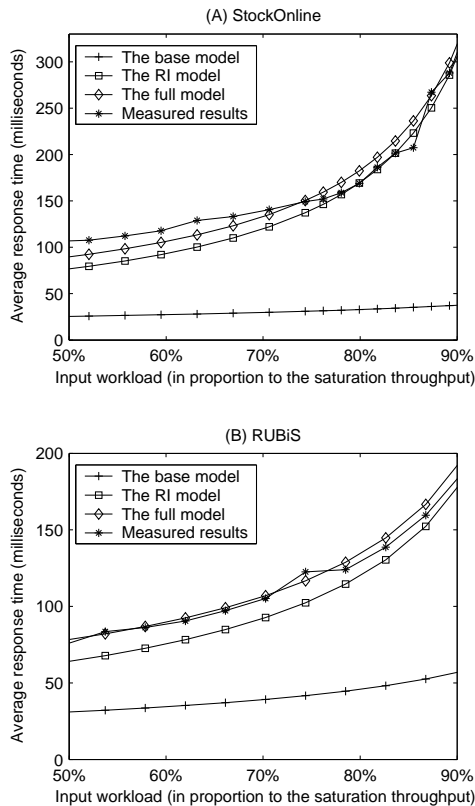 (A) StockOnline
Average response time (milliseconds)
300
250
200
150
100
50
0
The base model
The RI model
The full model
Measured results
50% 60% 70% 80% 90%
Input workload (in proportion to the saturation throughput)
(B) RUBiS
Average response time (milliseconds)
200
150
100
50
0
The base model
The RI model
The full model
Measured results
50% 60% 70% 80% 90%
Input workload (in proportion to the saturation throughput)